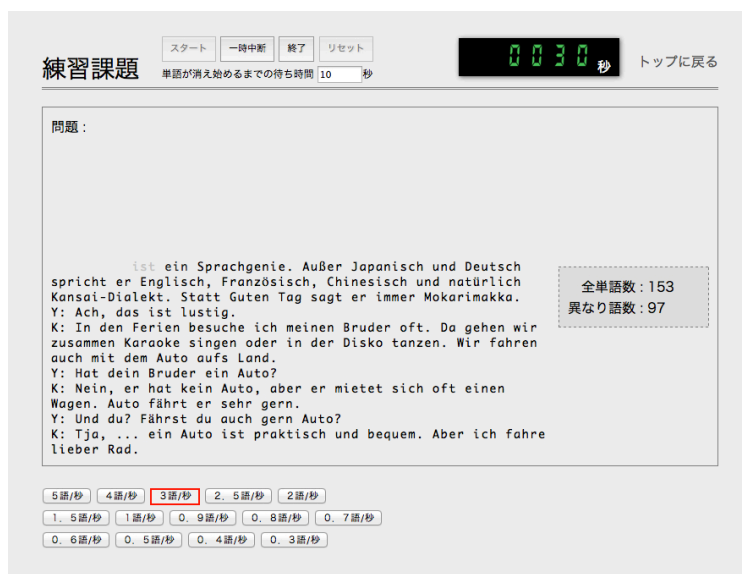 練習課題
スタート 一時中断 終了 リセット
単語が消え始めるまでの待ち時間 10 秒
0030秒
トップに戻る
問題：
ist ein Sprachgenie. Außer Japanisch und Deutsch
spricht er Englisch, Französisch, Chinesisch und natürlich
Kansai-Dialekt. Statt Guten Tag sagt er immer Mokarimakka.
Y: Ach, das ist lustig.
K: In den Ferien besuche ich meinen Bruder oft. Da gehen wir
zusammen Karaoke singen oder in der Disko tanzen. Wir fahren
auch mit dem Auto aufs Land.
Y: Hat dein Bruder ein Auto?
K: Nein, er hat kein Auto, aber er mietet sich oft einen
Wagen. Auto fährt er sehr gern.
Y: Und du? Fährst du auch gern Auto?
K: Tja, ... ein Auto ist praktisch und bequem. Aber ich fahre
lieber Rad.
全単語数：153
異なり語数：97
5語/秒 4語/秒 3語/秒 2．5語/秒 2語/秒
1．5語/秒 1語/秒 0．9語/秒 0．8語/秒 0．7語/秒
0．6語/秒 0．5語/秒 0．4語/秒 0．3語/秒